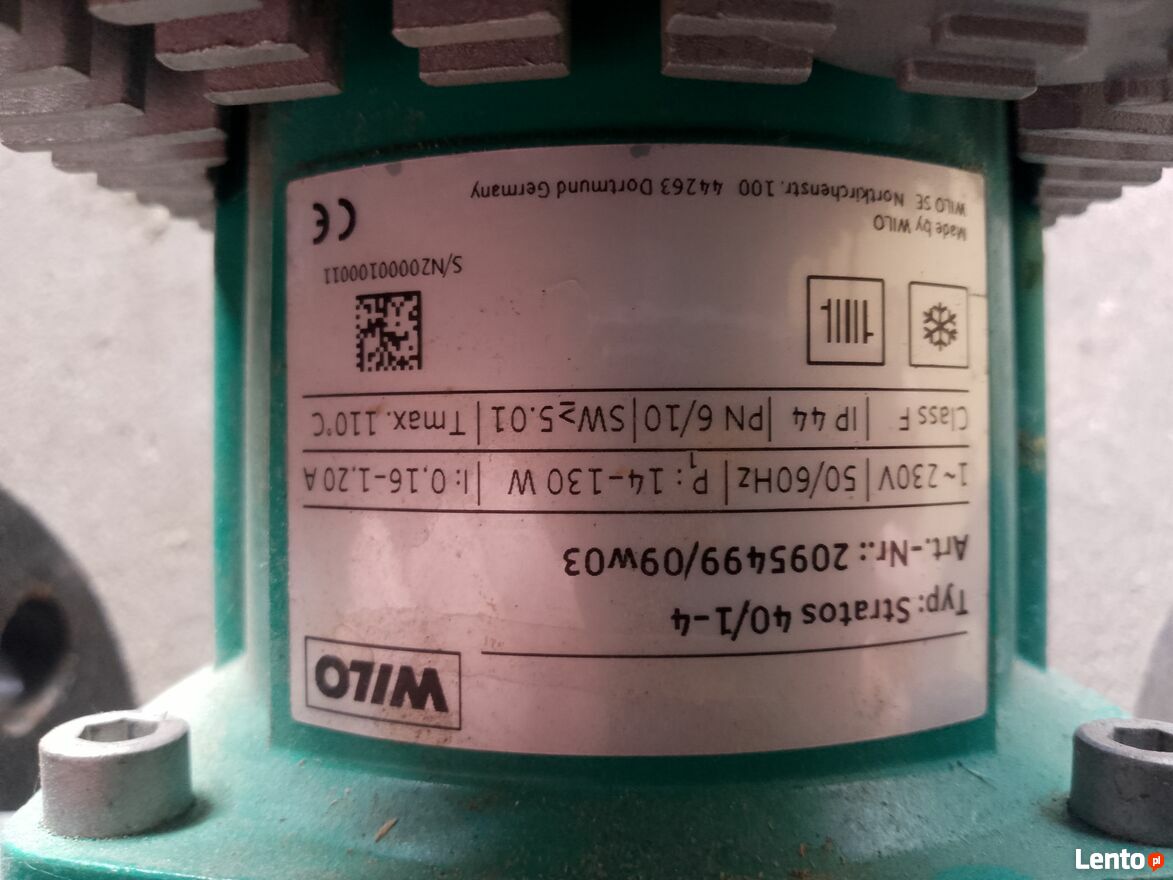 WILO
Typ: Stratos 40/1-4
Art.-Nr.: 2095499/09w03
1~230V | 50/60Hz | P1: 14-130 W | I: 0,16-1,20 A
Class F | IP 44 | PN 6/10 | SW≥5.01 | Tmax. 110°C
S/N200000100011
Made by WILO
WILO SE Nortkirchenstr. 100 44263 Dortmund Germany
CE
Lento.pl